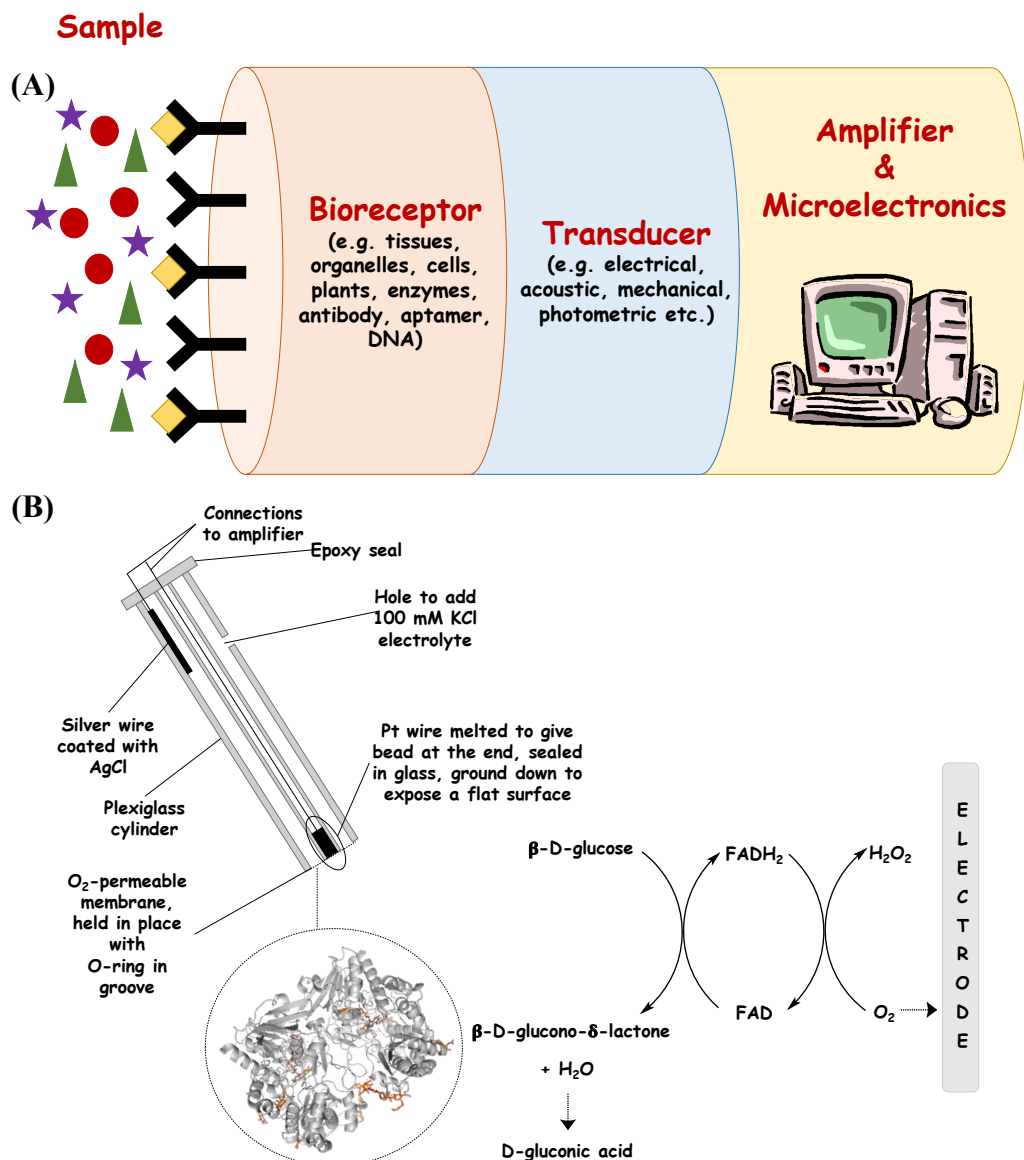 Sample
(A)
Bioreceptor
(e.g. tissues,
organelles, cells,
plants, enzymes,
antibody, aptamer,
DNA)
Transducer
(e.g. electrical,
acoustic, mechanical,
photometric etc.)
Amplifier
&
Microelectronics
(B)
Connections
to amplifier
Epoxy seal
Hole to add
100 mM KCl
electrolyte
Silver wire
coated with
AgCl
Plexiglass
cylinder
Pt wire melted to give
bead at the end, sealed
in glass, ground down to
expose a flat surface
O₂-permeable
membrane,
held in place
with
O-ring in
groove
β-D-glucose
FADH₂
H₂O₂
β-D-glucono-δ-lactone
FAD
O₂
+ H₂O
D-gluconic acid
ELECTRODE